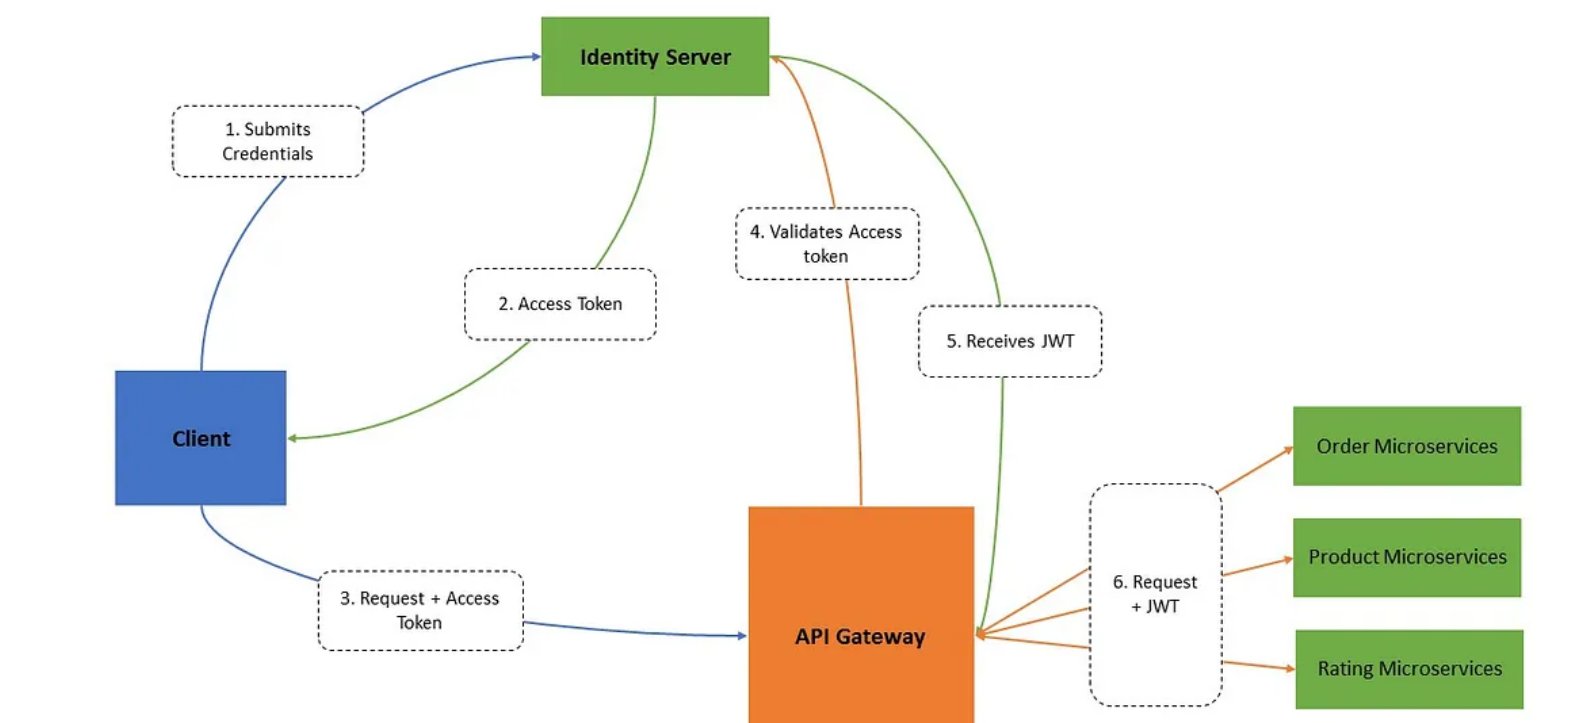 Identity Server
1. Submits
Credentials
4. Validates Access
token
2. Access Token
5. Receives JWT
Client
Order Microservices
Product Microservices
6. Request
+ JWT
3. Request + Access
Token
API Gateway
Rating Microservices